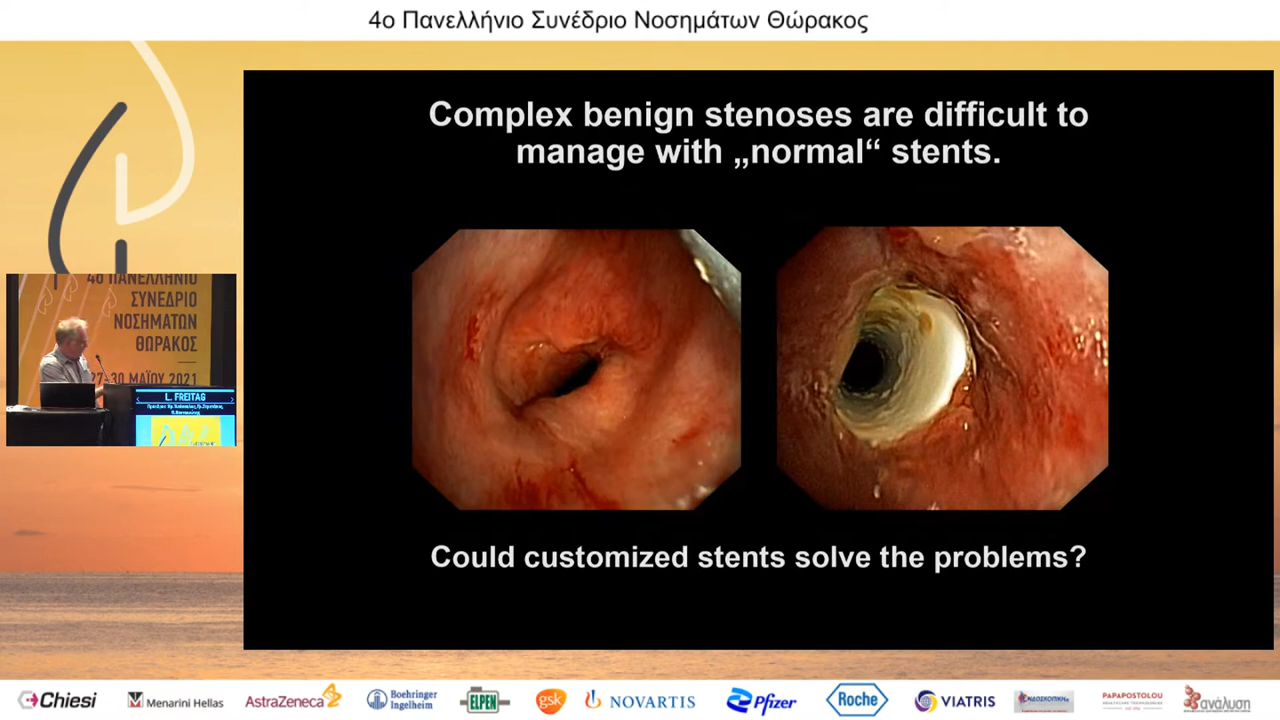 4ο Πανελλήνιο Συνέδριο Νοσημάτων Θώρακος
Complex benign stenoses are difficult to
manage with „normal“ stents.
Could customized stents solve the problems?
4ο ΠΑΝΕΛΛΗΝΙΟ
ΣΥΝΕΔΡΙΟ
ΝΟΣΗΜΑΤΩΝ
ΘΩΡΑΚΟΣ
27-30 ΜΑΪΟΥ 2021
L. FREITAG
Chiesi
Menarini Hellas
AstraZeneca
Boehringer
Ingelheim
ELPEN
gsk
NOVARTIS
Pfizer
Roche
VIATRIS
PAPAPOSTOLOU
ανάλυση